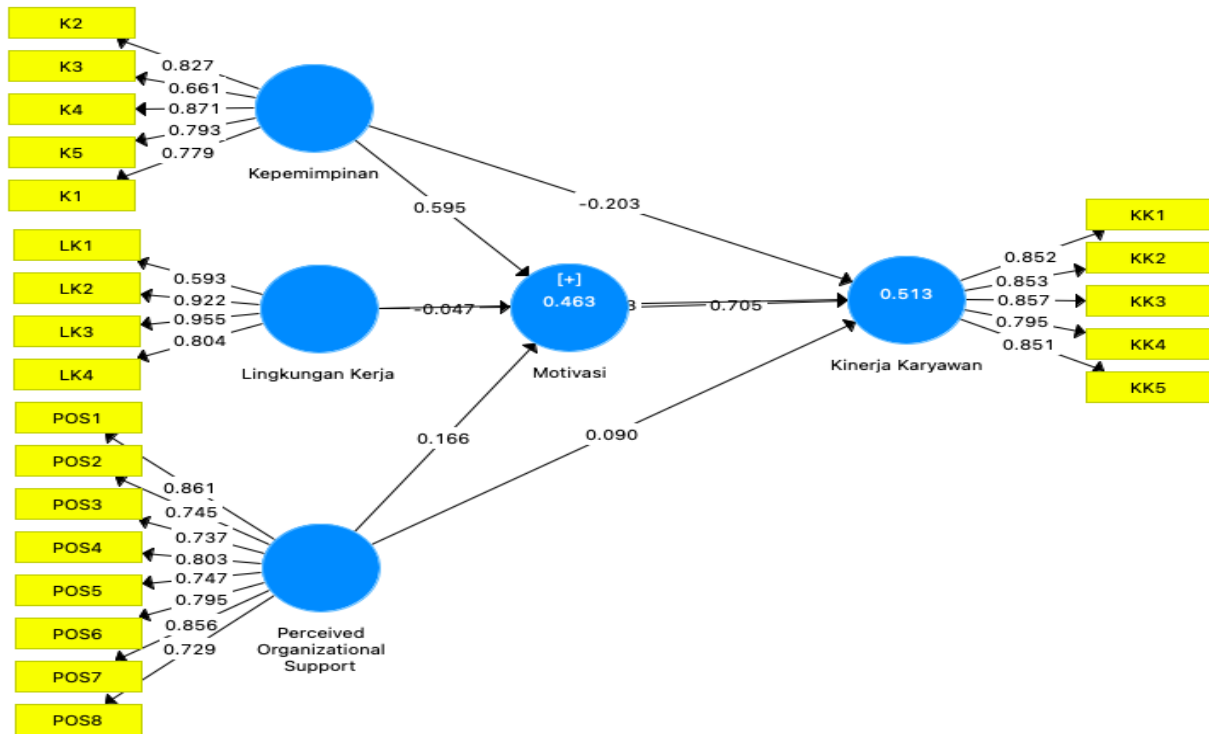 K2
K3
K4
K5
K1
0.827
0.661
0.871
0.793
0.779
Kepemimpinan
0.595
-0.203
LK1
LK2
LK3
LK4
0.593
0.922
0.955
0.804
Lingkungan Kerja
-0.047
[+]
0.463
Motivasi
0.705
0.513
Kinerja Karyawan
0.852
0.853
0.857
0.795
0.851
KK1
KK2
KK3
KK4
KK5
POS1
POS2
POS3
POS4
POS5
POS6
POS7
POS8
0.861
0.745
0.737
0.803
0.747
0.795
0.856
0.729
Perceived
Organizational
Support
0.166
0.090